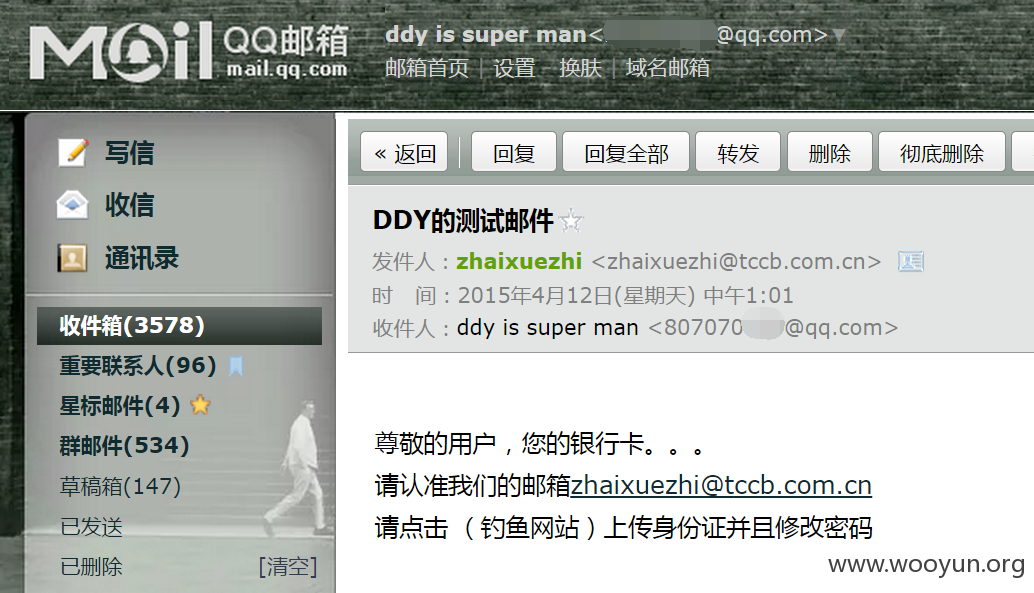 Mail QQ邮箱
mail.qq.com
ddy is super man< @qq.com>
邮箱首页 | 设置 - 换肤 | 域名邮箱
写信
收信
通讯录
收件箱(3578)
重要联系人(96)
星标邮件(4)
群邮件(534)
草稿箱(147)
已发送
已删除 [清空]
« 返回 回复 回复全部 转发 删除 彻底删除
DDY的测试邮件
发件人：zhaixuezhi <zhaixuezhi@tccb.com.cn>
时 间：2015年4月12日(星期天) 中午1:01
收件人：ddy is super man <807070 @qq.com>
尊敬的用户，您的银行卡。。。
请认准我们的邮箱zhaixuezhi@tccb.com.cn
请点击 （钓鱼网站）上传身份证并且修改密码
www.wooyun.org